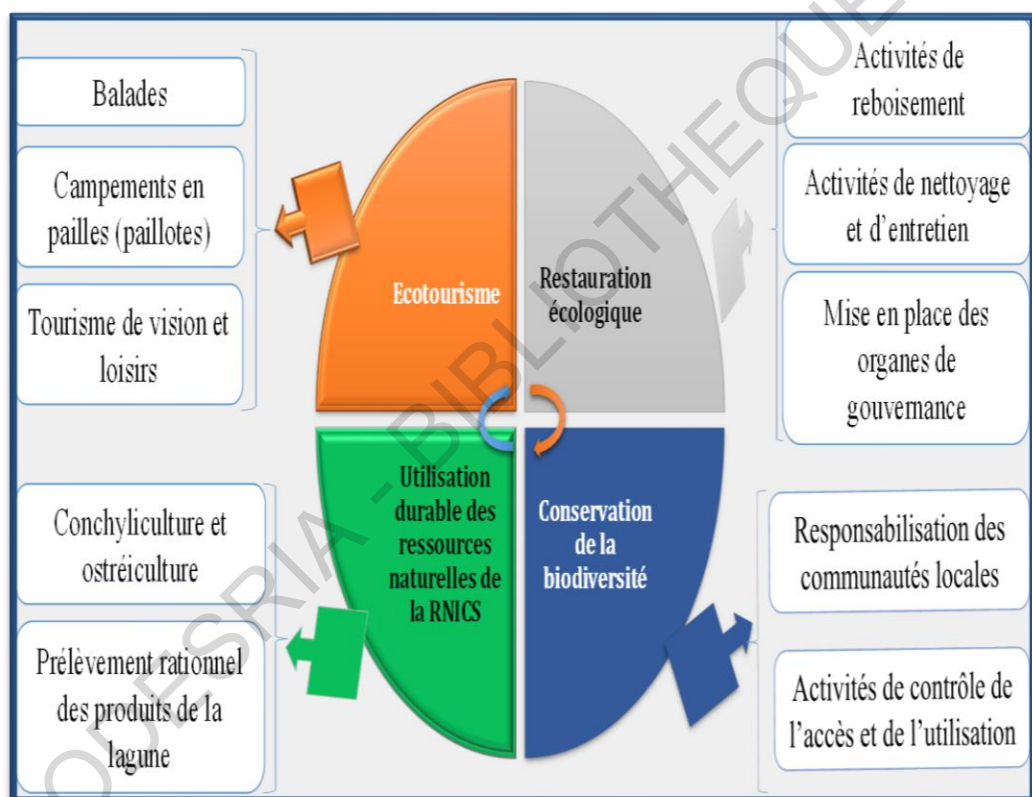 Balades
Campements en
pailles (paillotes)
Tourisme de vision et
loisirs
Ecotourisme
Restauration
écologique
Activités de
reboisement
Activités de nettoyage
et d'entretien
Mise en place des
organes de
gouvernance
Conchyliculture et
ostréiculture
Prélèvement rationnel
des produits de la
lagune
Utilisation
durable des
ressources
naturelles de
la RNICS
Conservation
de la
biodiversité
Responsabilisation des
communautés locales
Activités de contrôle de
l'accès et de l'utilisation
ODESRIA - BIBLIOTHEQUE